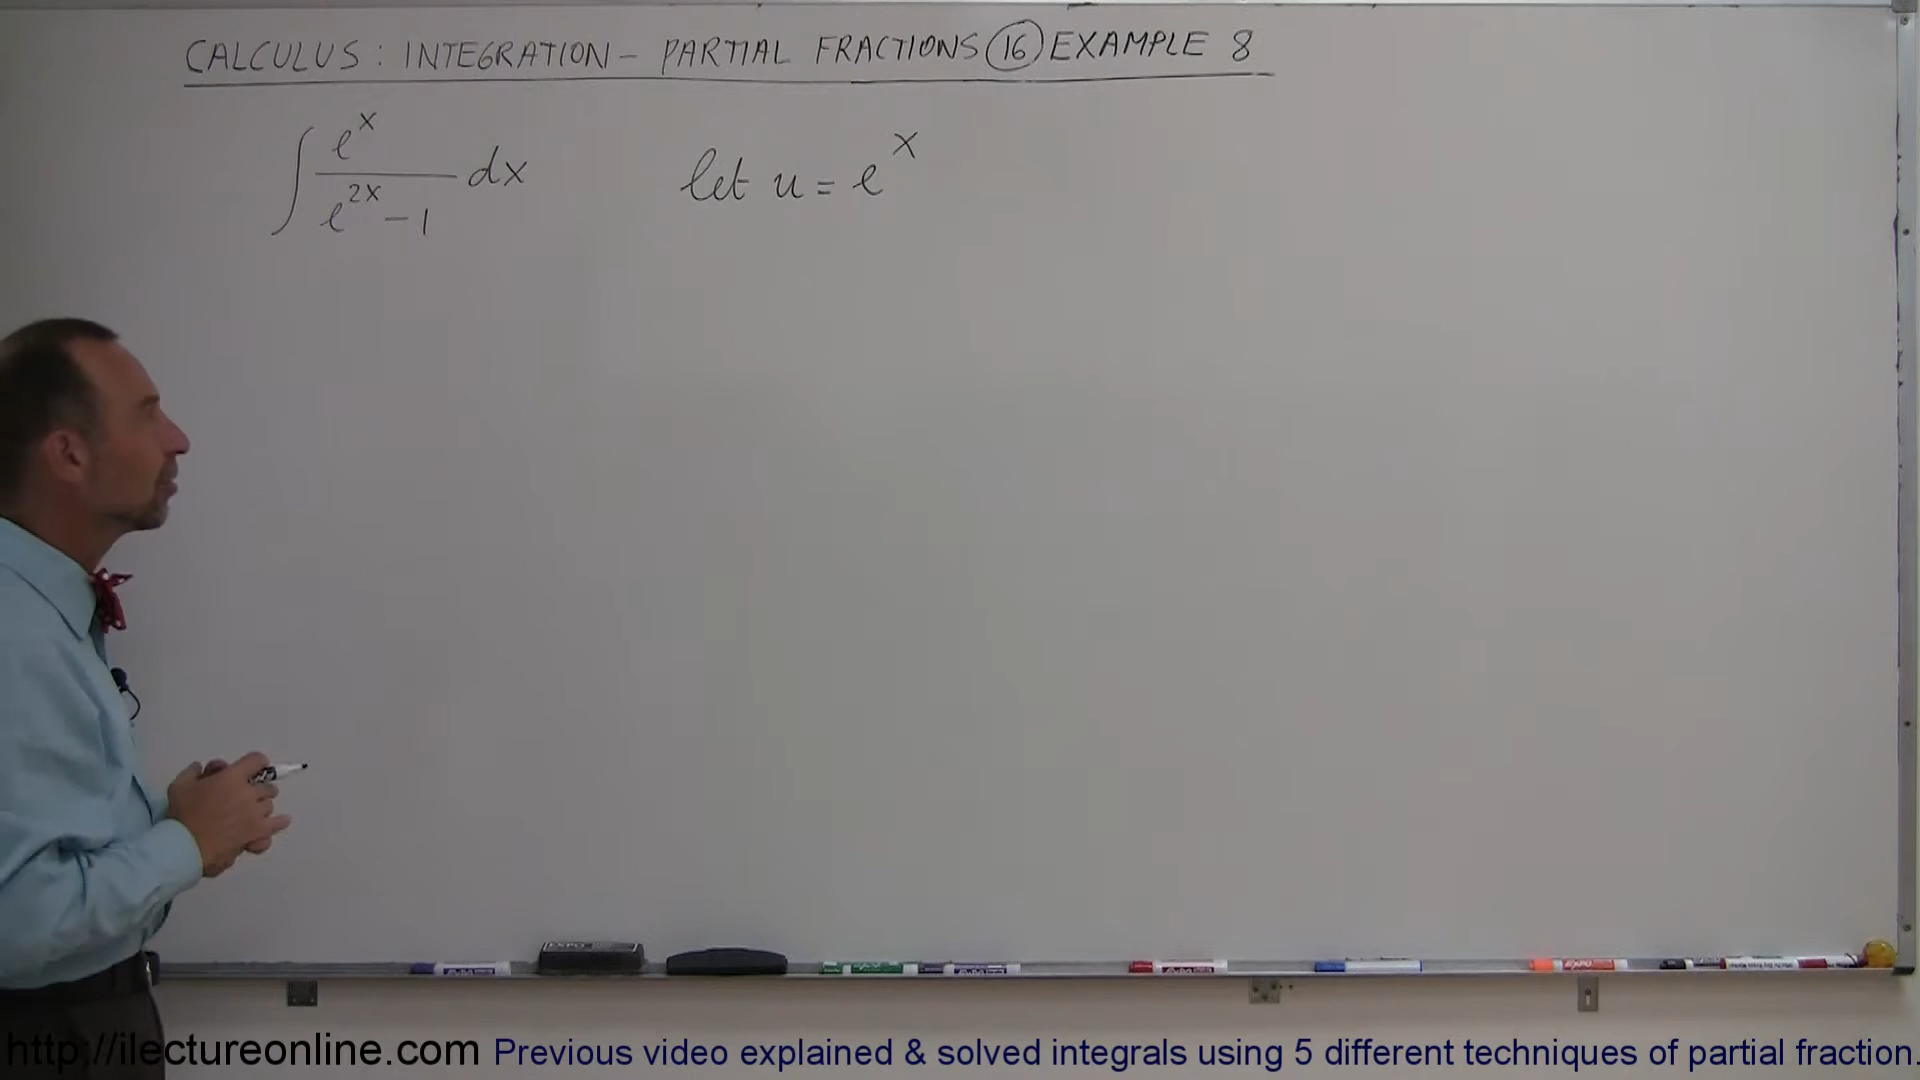 CALCULUS: INTEGRATION – PARTIAL FRACTIONS (16) EXAMPLE 8
∫ e^x / (e^2x − 1) dx    let u = e^x
EXPO
http://ilectureonline.com Previous video explained & solved integrals using 5 different techniques of partial fraction.